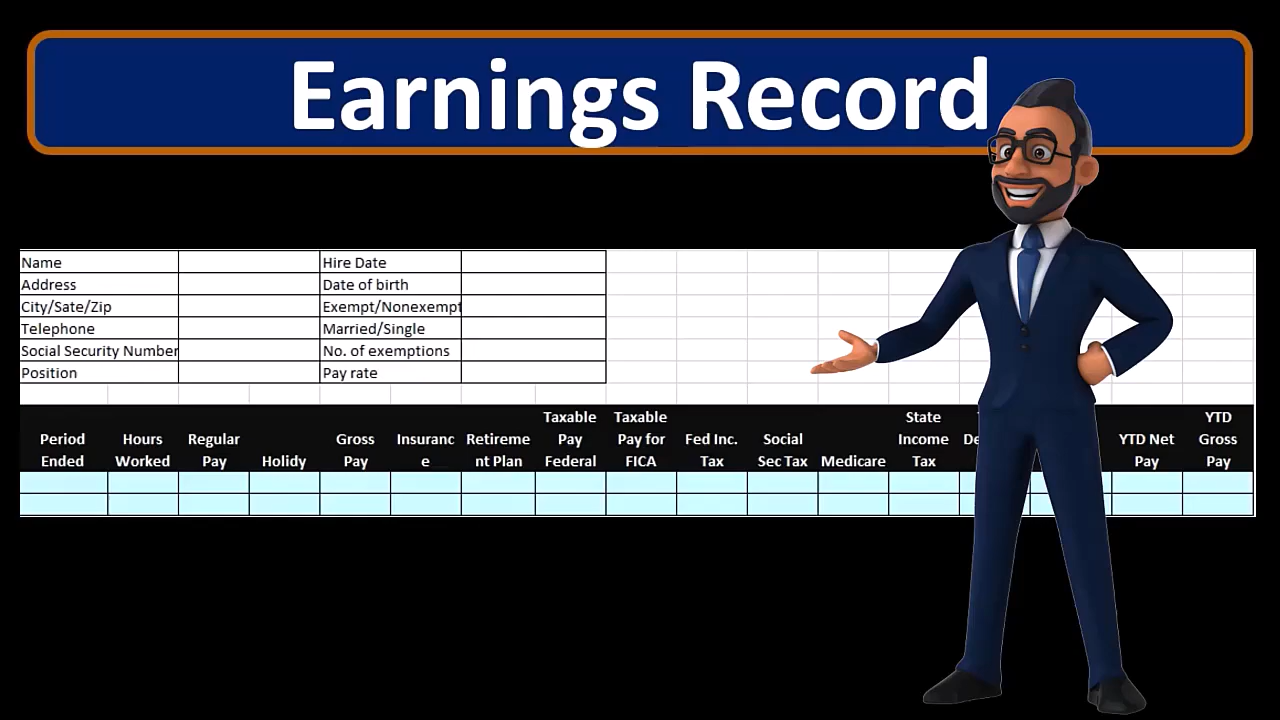 Earnings Record
Name Hire Date
Address Date of birth
City/Sate/Zip Exempt/Nonexempt
Telephone Married/Single
Social Security Number No. of exemptions
Position Pay rate
Taxable Taxable State YTD
Period Hours Regular Gross Insuranc Retireme Pay Pay for Fed Inc. Social Income YTD Net Gross
Ended Worked Pay Holidy Pay e nt Plan Federal FICA Tax Sec Tax Medicare Tax Pay Pay